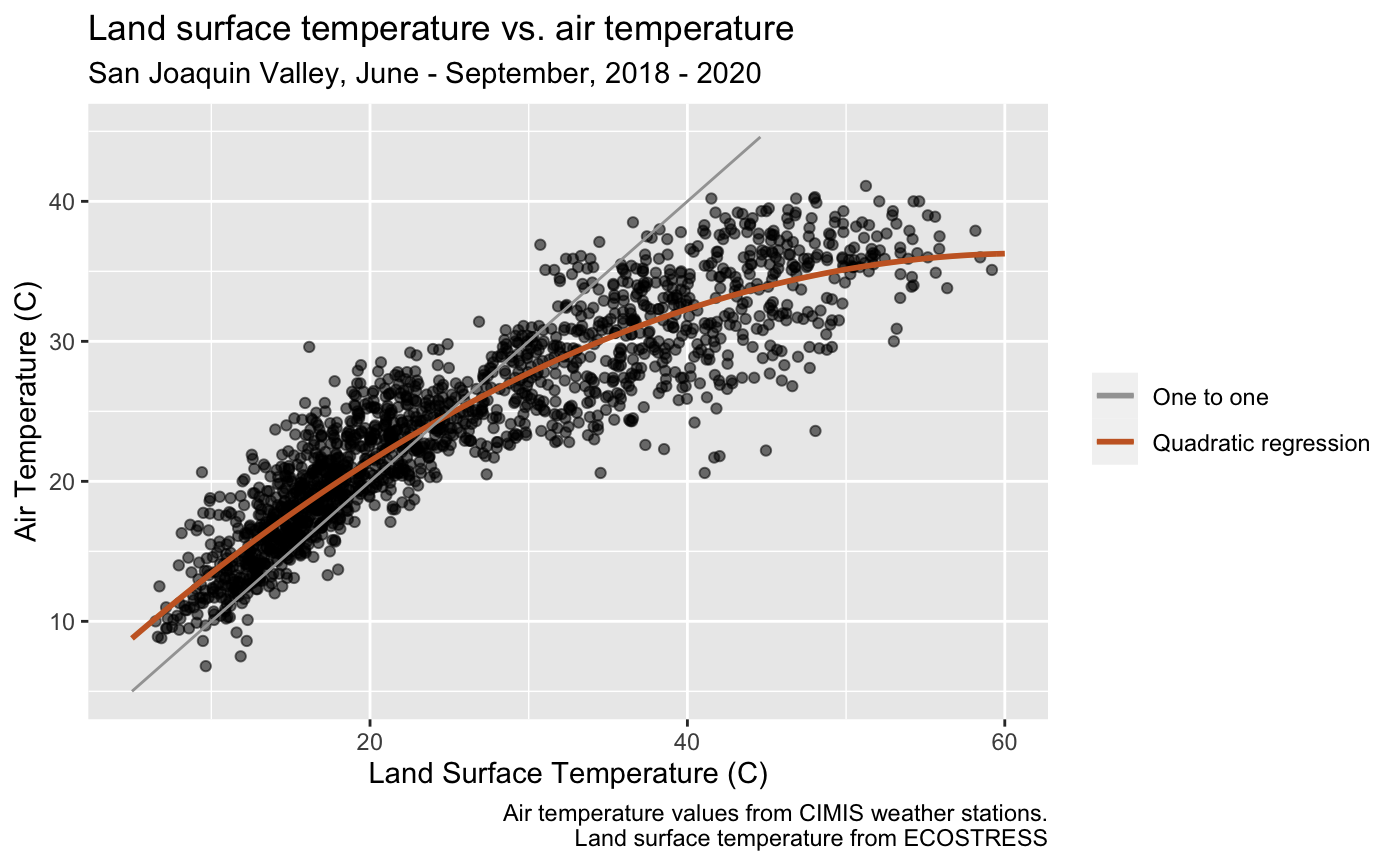 Land surface temperature vs. air temperature
San Joaquin Valley, June - September, 2018 - 2020
Air Temperature (C)
40
30
20
10
20 40 60
Land Surface Temperature (C)
One to one
Quadratic regression
Air temperature values from CIMIS weather stations.
Land surface temperature from ECOSTRESS